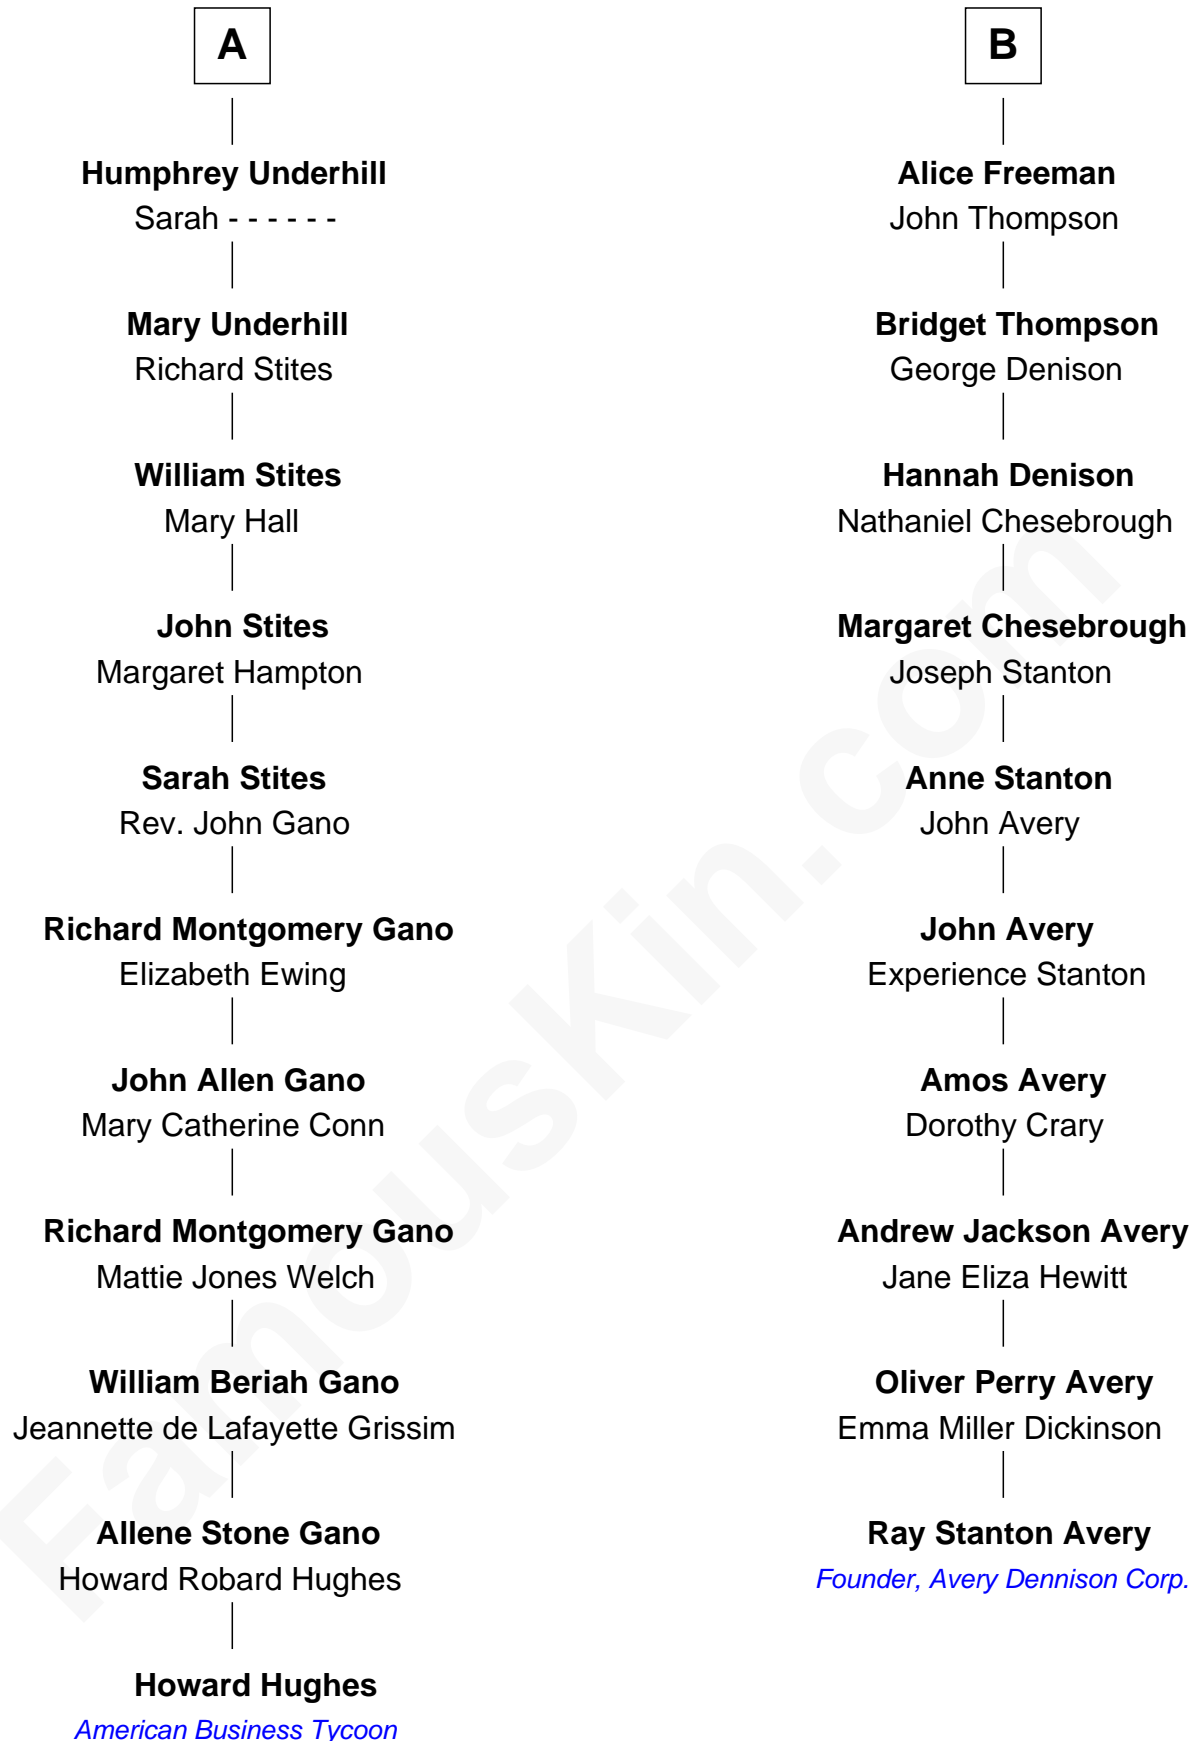 A
Humphrey Underhill
Sarah - - - - - -
Mary Underhill
Richard Stites
William Stites
Mary Hall
John Stites
Margaret Hampton
Sarah Stites
Rev. John Gano
Richard Montgomery Gano
Elizabeth Ewing
John Allen Gano
Mary Catherine Conn
Richard Montgomery Gano
Mattie Jones Welch
William Beriah Gano
Jeannette de Lafayette Grissim
Allene Stone Gano
Howard Robard Hughes
Howard Hughes
American Business Tycoon
B
Alice Freeman
John Thompson
Bridget Thompson
George Denison
Hannah Denison
Nathaniel Chesebrough
Margaret Chesebrough
Joseph Stanton
Anne Stanton
John Avery
John Avery
Experience Stanton
Amos Avery
Dorothy Crary
Andrew Jackson Avery
Jane Eliza Hewitt
Oliver Perry Avery
Emma Miller Dickinson
Ray Stanton Avery
Founder, Avery Dennison Corp.
FamousKin.com